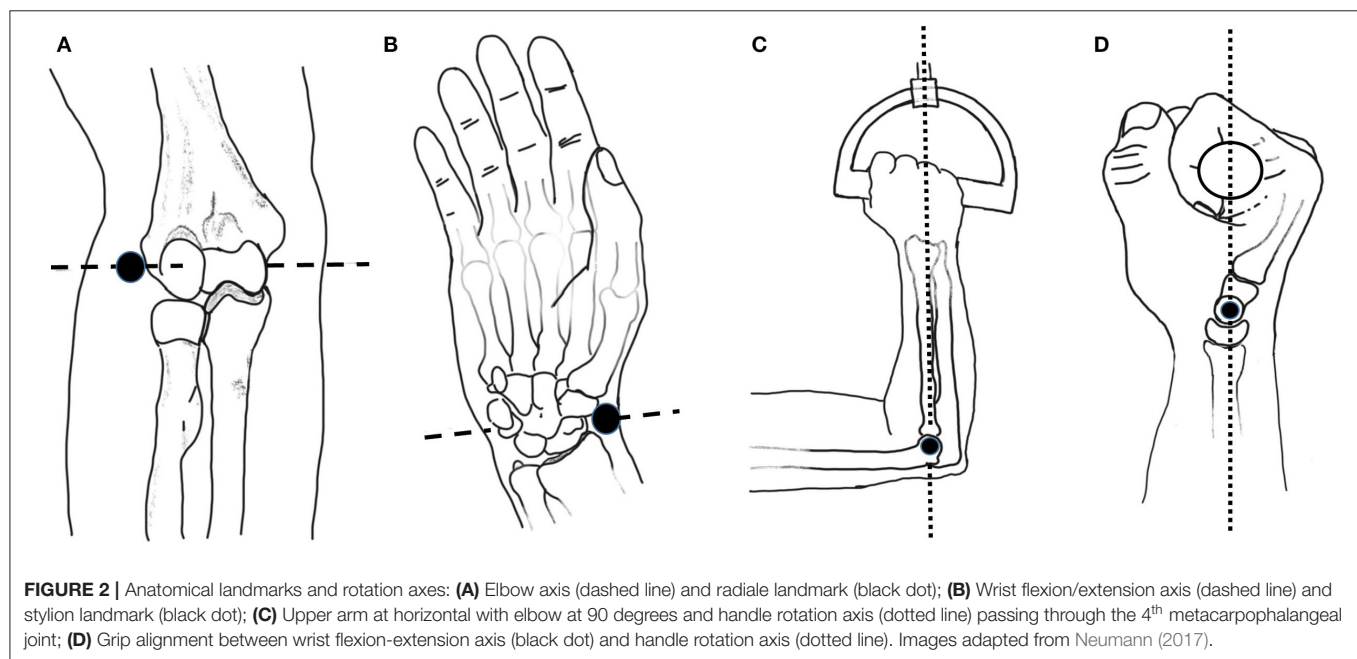 A
B
C
D
FIGURE 2 | Anatomical landmarks and rotation axes: (A) Elbow axis (dashed line) and radiale landmark (black dot); (B) Wrist flexion/extension axis (dashed line) and
stylion landmark (black dot); (C) Upper arm at horizontal with elbow at 90 degrees and handle rotation axis (dotted line) passing through the 4th metacarpophalangeal
joint; (D) Grip alignment between wrist flexion-extension axis (black dot) and handle rotation axis (dotted line). Images adapted from Neumann (2017).